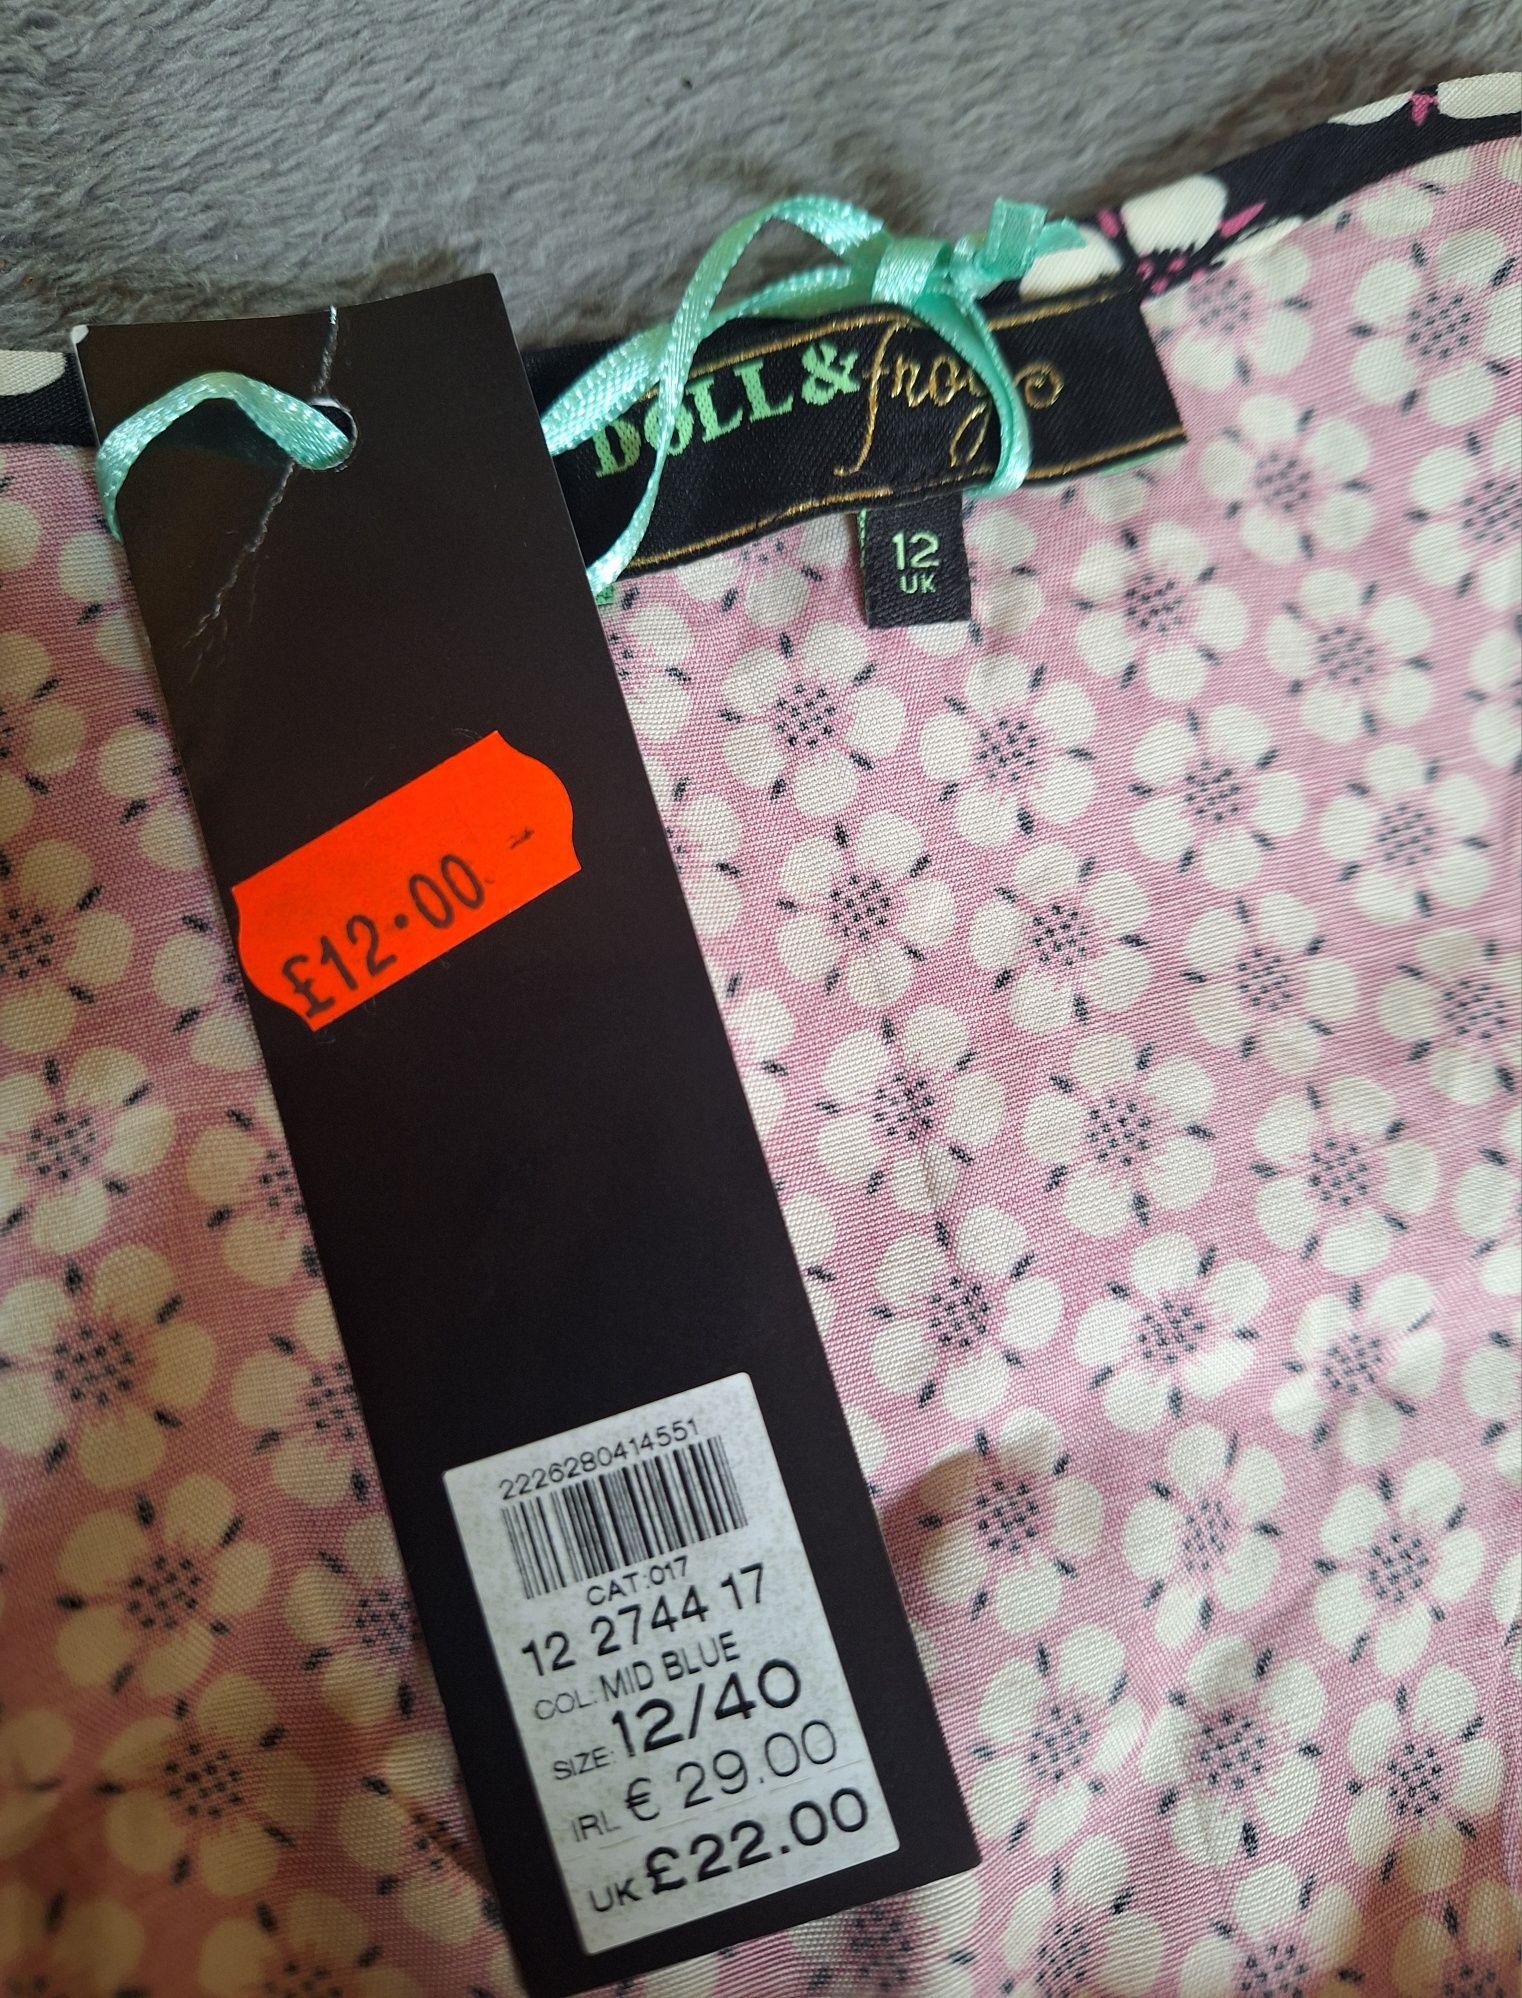 DOLL & frog
12
UK
£12.00
2226280414551
CAT:017
12 2744 17
COL: MID BLUE
SIZE: 12/40
IRL € 29.00
UK £22.00